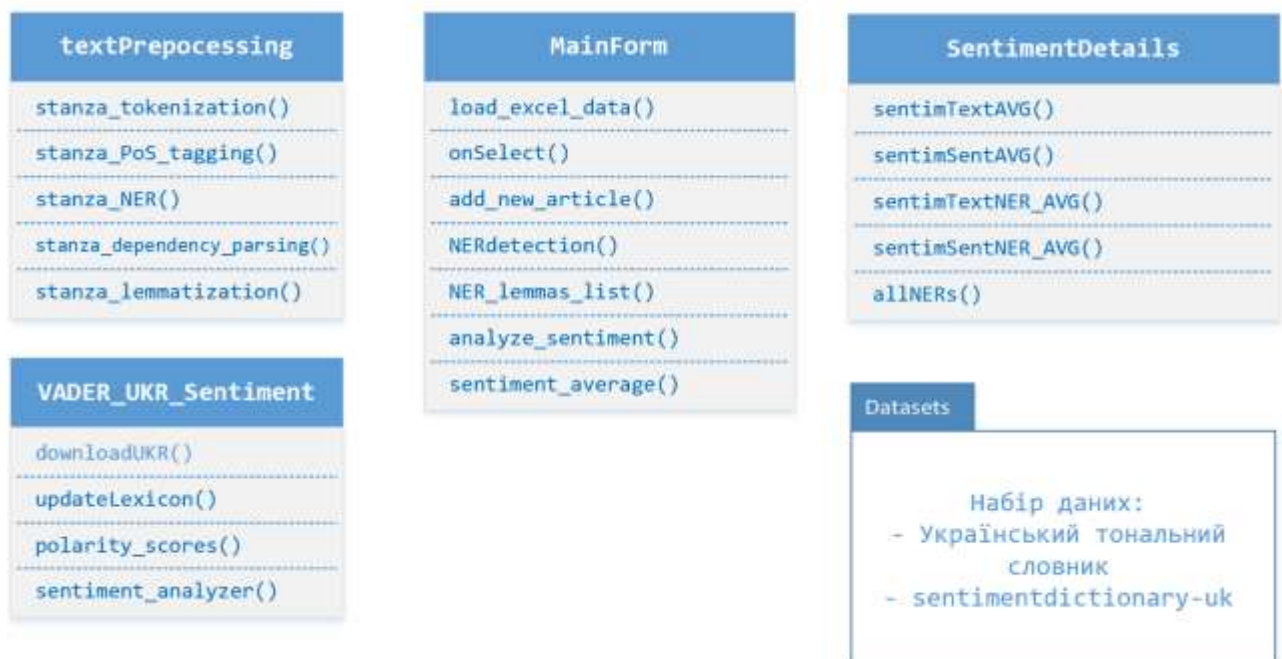 textPrepocessing
stanza_tokenization()
stanza_PoS_tagging()
stanza_NER()
stanza_dependency_parsing()
stanza_lemmatization()
VADER_UKR_Sentiment
downloadUKR()
updateLexicon()
polarity_scores()
sentiment_analyzer()
MainForm
load_excel_data()
onSelect()
add_new_article()
NERdetection()
NER_lemmas_list()
analyze_sentiment()
sentiment_average()
SentimentDetails
sentimTextAVG()
sentimSentAVG()
sentimTextNER_AVG()
sentimSentNER_AVG()
allNERs()
Datasets
Набір даних:
- Український тональний
словник
- sentimentdictionary-uk